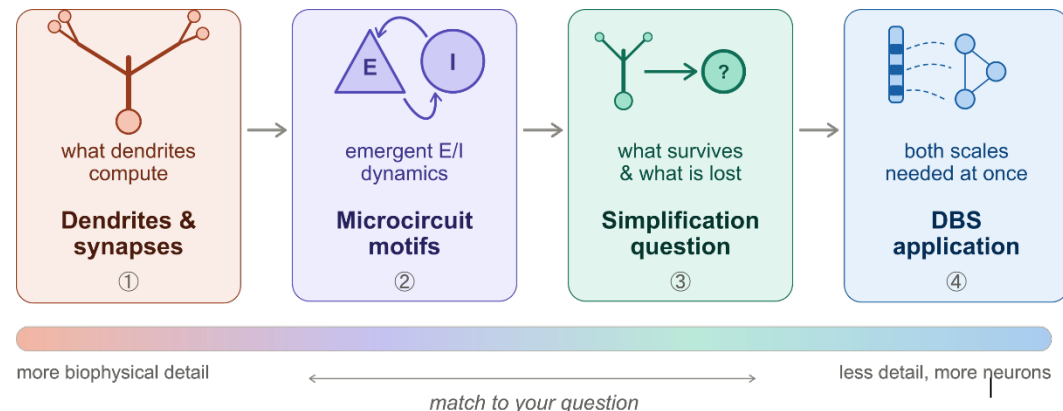 E
I
?
what dendrites
compute
Dendrites &
synapses
①
emergent E/I
dynamics
Microcircuit
motifs
②
what survives
& what is lost
Simplification
question
③
both scales
needed at once
DBS
application
④
more biophysical detail
less detail, more neurons
match to your question